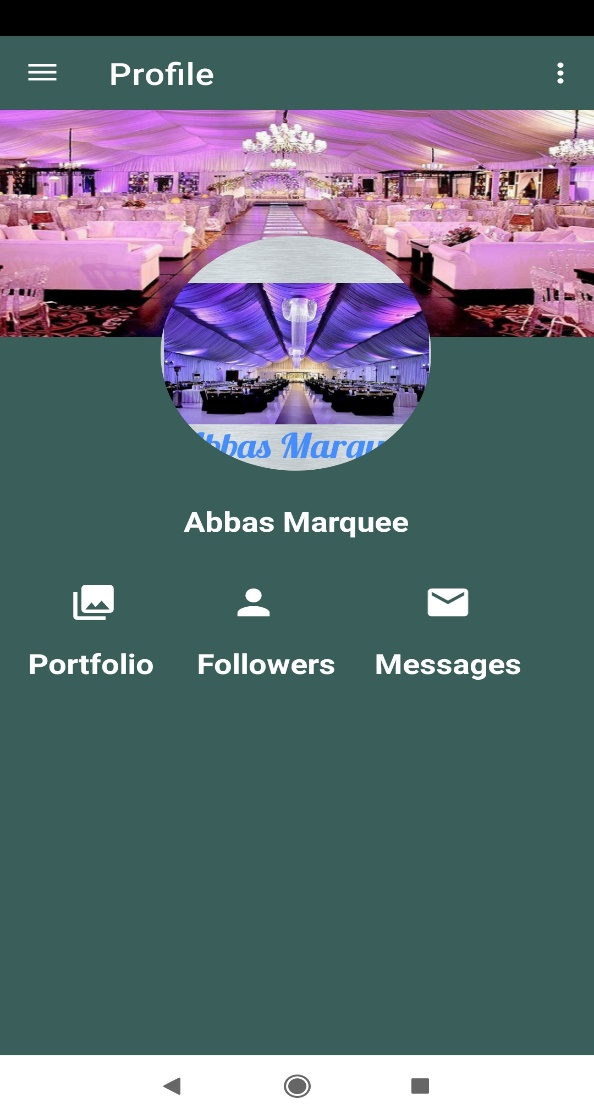 Profile
Abbas Marquee
Portfolio Followers Messages